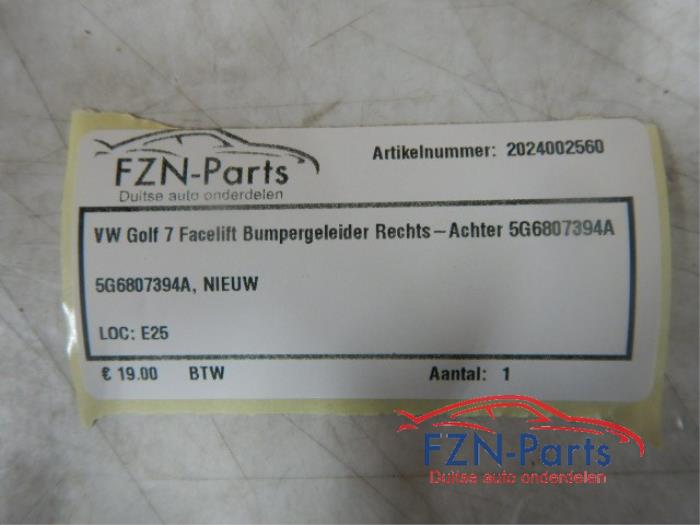 FZN-Parts
Duitse auto onderdelen
Artikelnummer: 2024002560
VW Golf 7 Facelift Bumpergeleider Rechts-Achter 5G6807394A
5G6807394A, NIEUW
LOC: E25
€ 19.00 BTW Aantal: 1
FZN-Parts
Duitse auto onderdelen